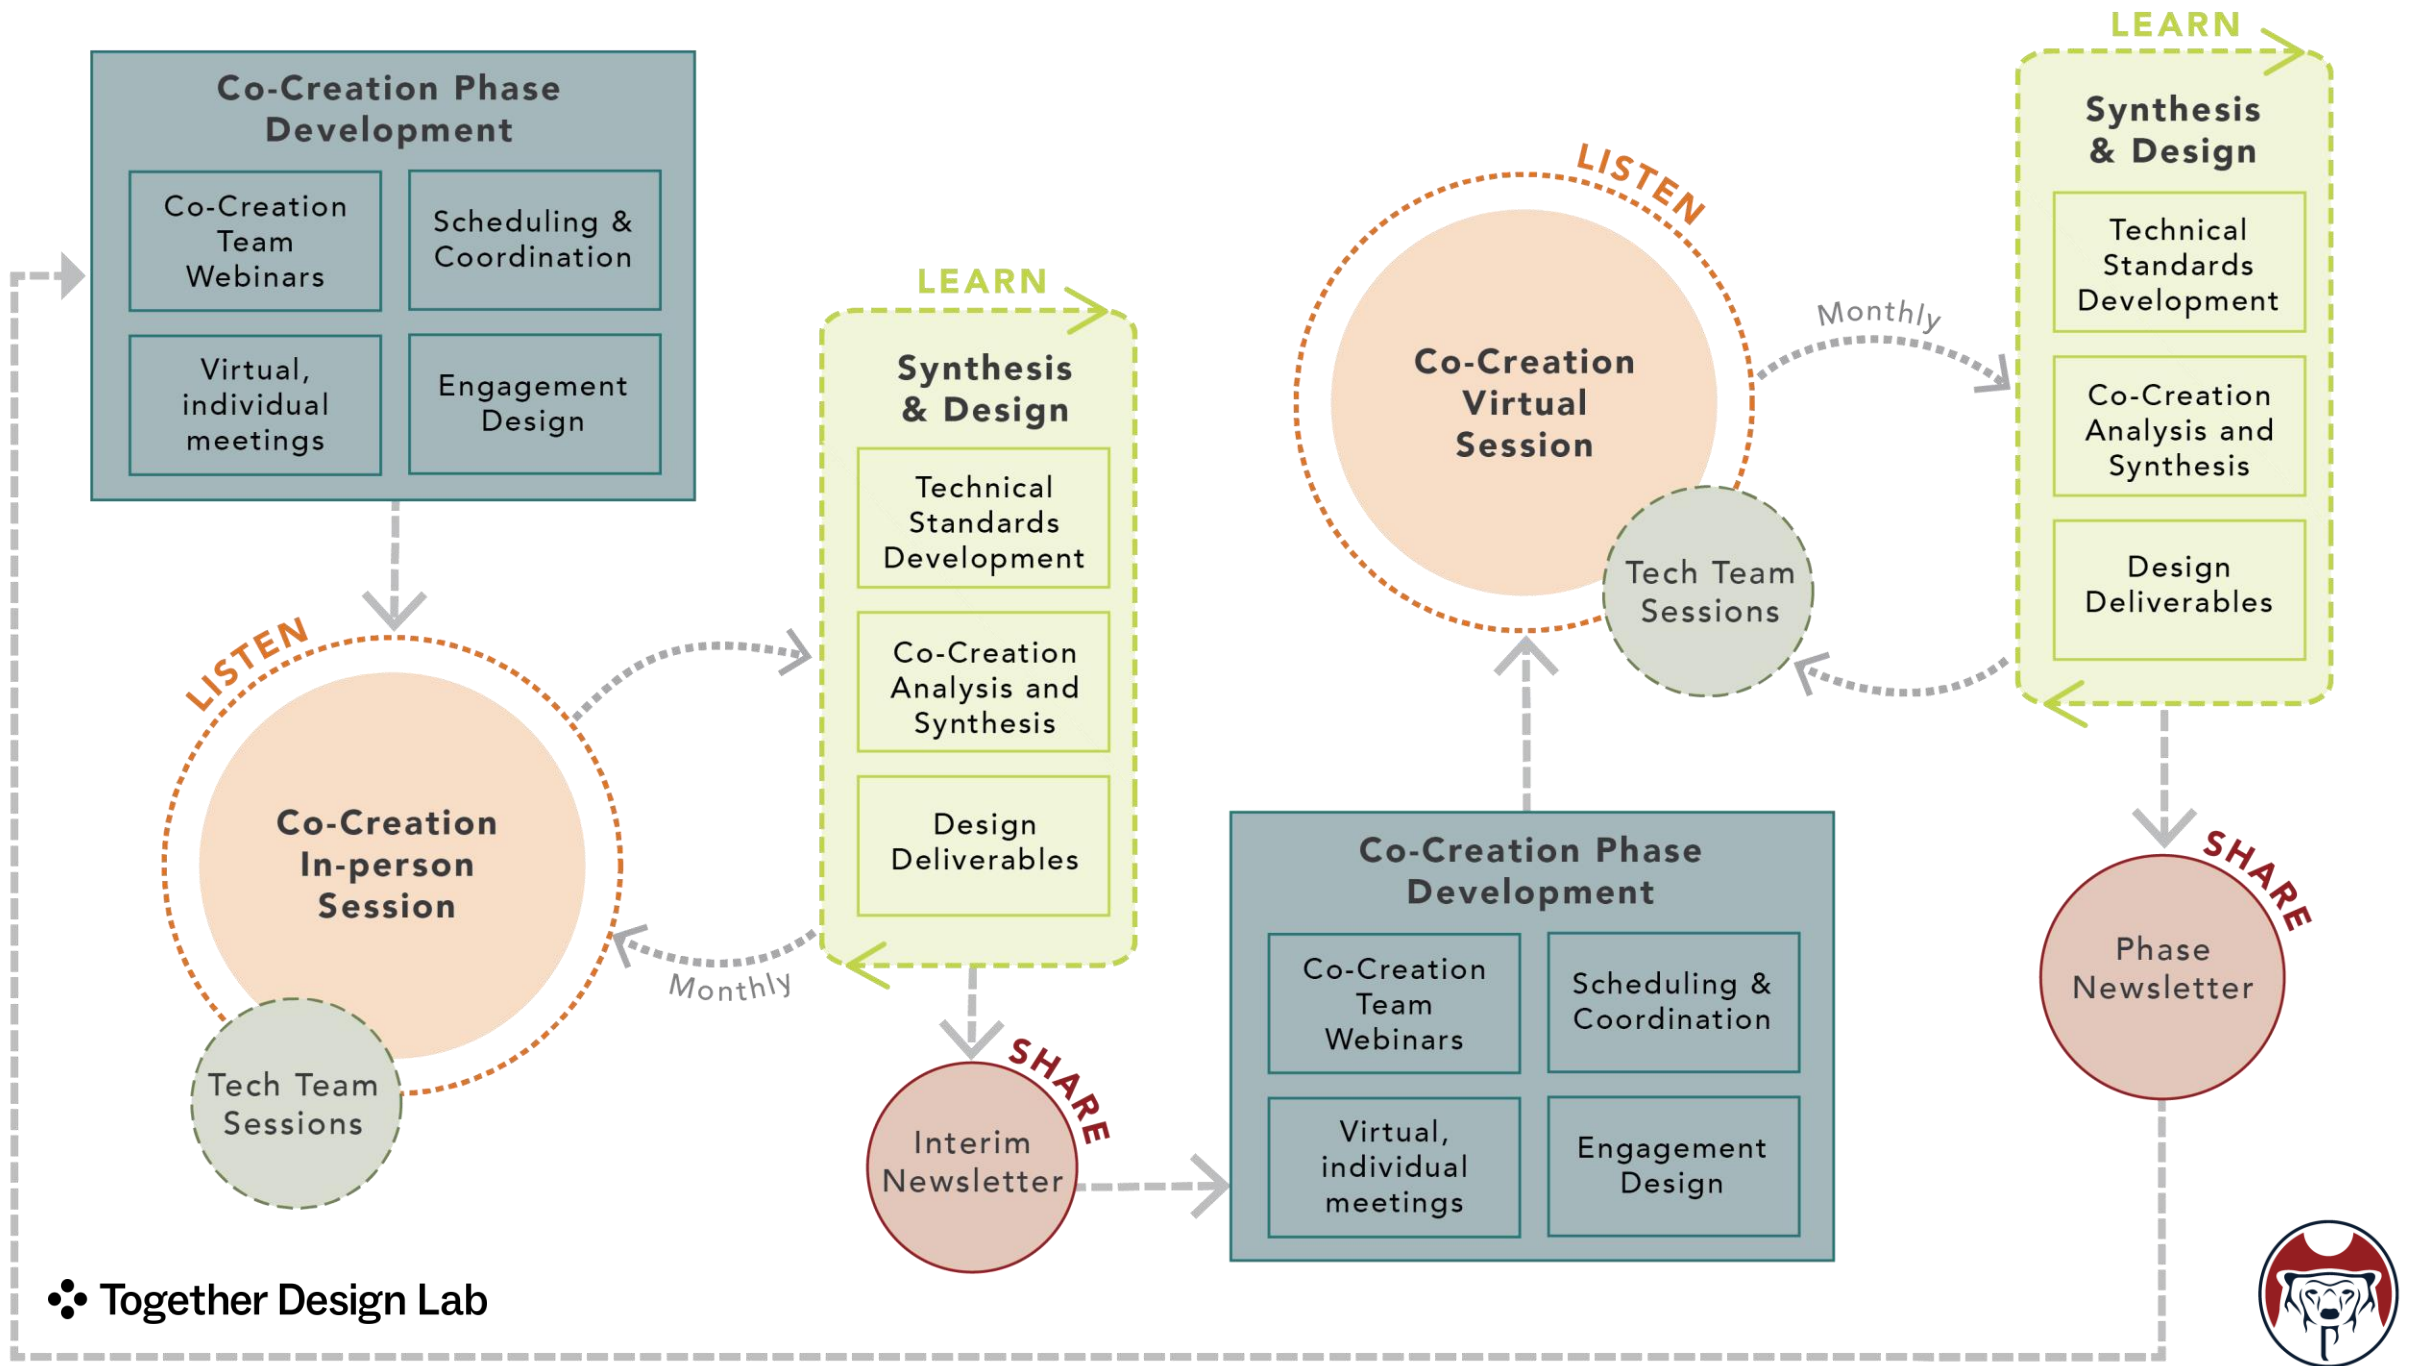 Co-Creation Phase
Development
Co-Creation
Team
Webinars
Scheduling &
Coordination
Virtual,
individual
meetings
Engagement
Design
LISTEN
Co-Creation
In-person
Session
Tech Team
Sessions
Monthly
LEARN
Synthesis
& Design
Technical
Standards
Development
Co-Creation
Analysis and
Synthesis
Design
Deliverables
SHARE
Interim
Newsletter
Co-Creation Phase
Development
Co-Creation
Team
Webinars
Scheduling &
Coordination
Virtual,
individual
meetings
Engagement
Design
LISTEN
Co-Creation
Virtual
Session
Tech Team
Sessions
Monthly
LEARN
Synthesis
& Design
Technical
Standards
Development
Co-Creation
Analysis and
Synthesis
Design
Deliverables
SHARE
Phase
Newsletter
Together Design Lab